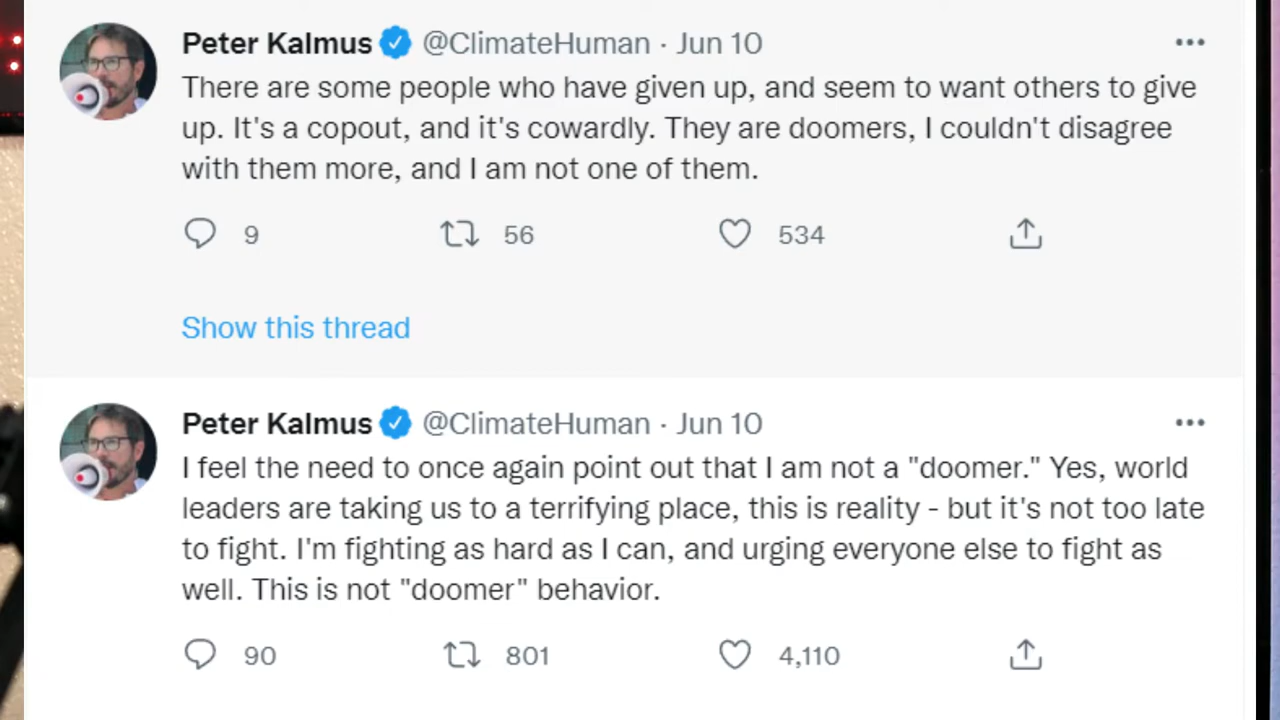 Peter Kalmus @ClimateHuman · Jun 10
There are some people who have given up, and seem to want others to give
up. It's a copout, and it's cowardly. They are doomers, I couldn't disagree
with them more, and I am not one of them.
9 56 534
Show this thread
Peter Kalmus @ClimateHuman · Jun 10
I feel the need to once again point out that I am not a "doomer." Yes, world
leaders are taking us to a terrifying place, this is reality - but it's not too late
to fight. I'm fighting as hard as I can, and urging everyone else to fight as
well. This is not "doomer" behavior.
90 801 4,110